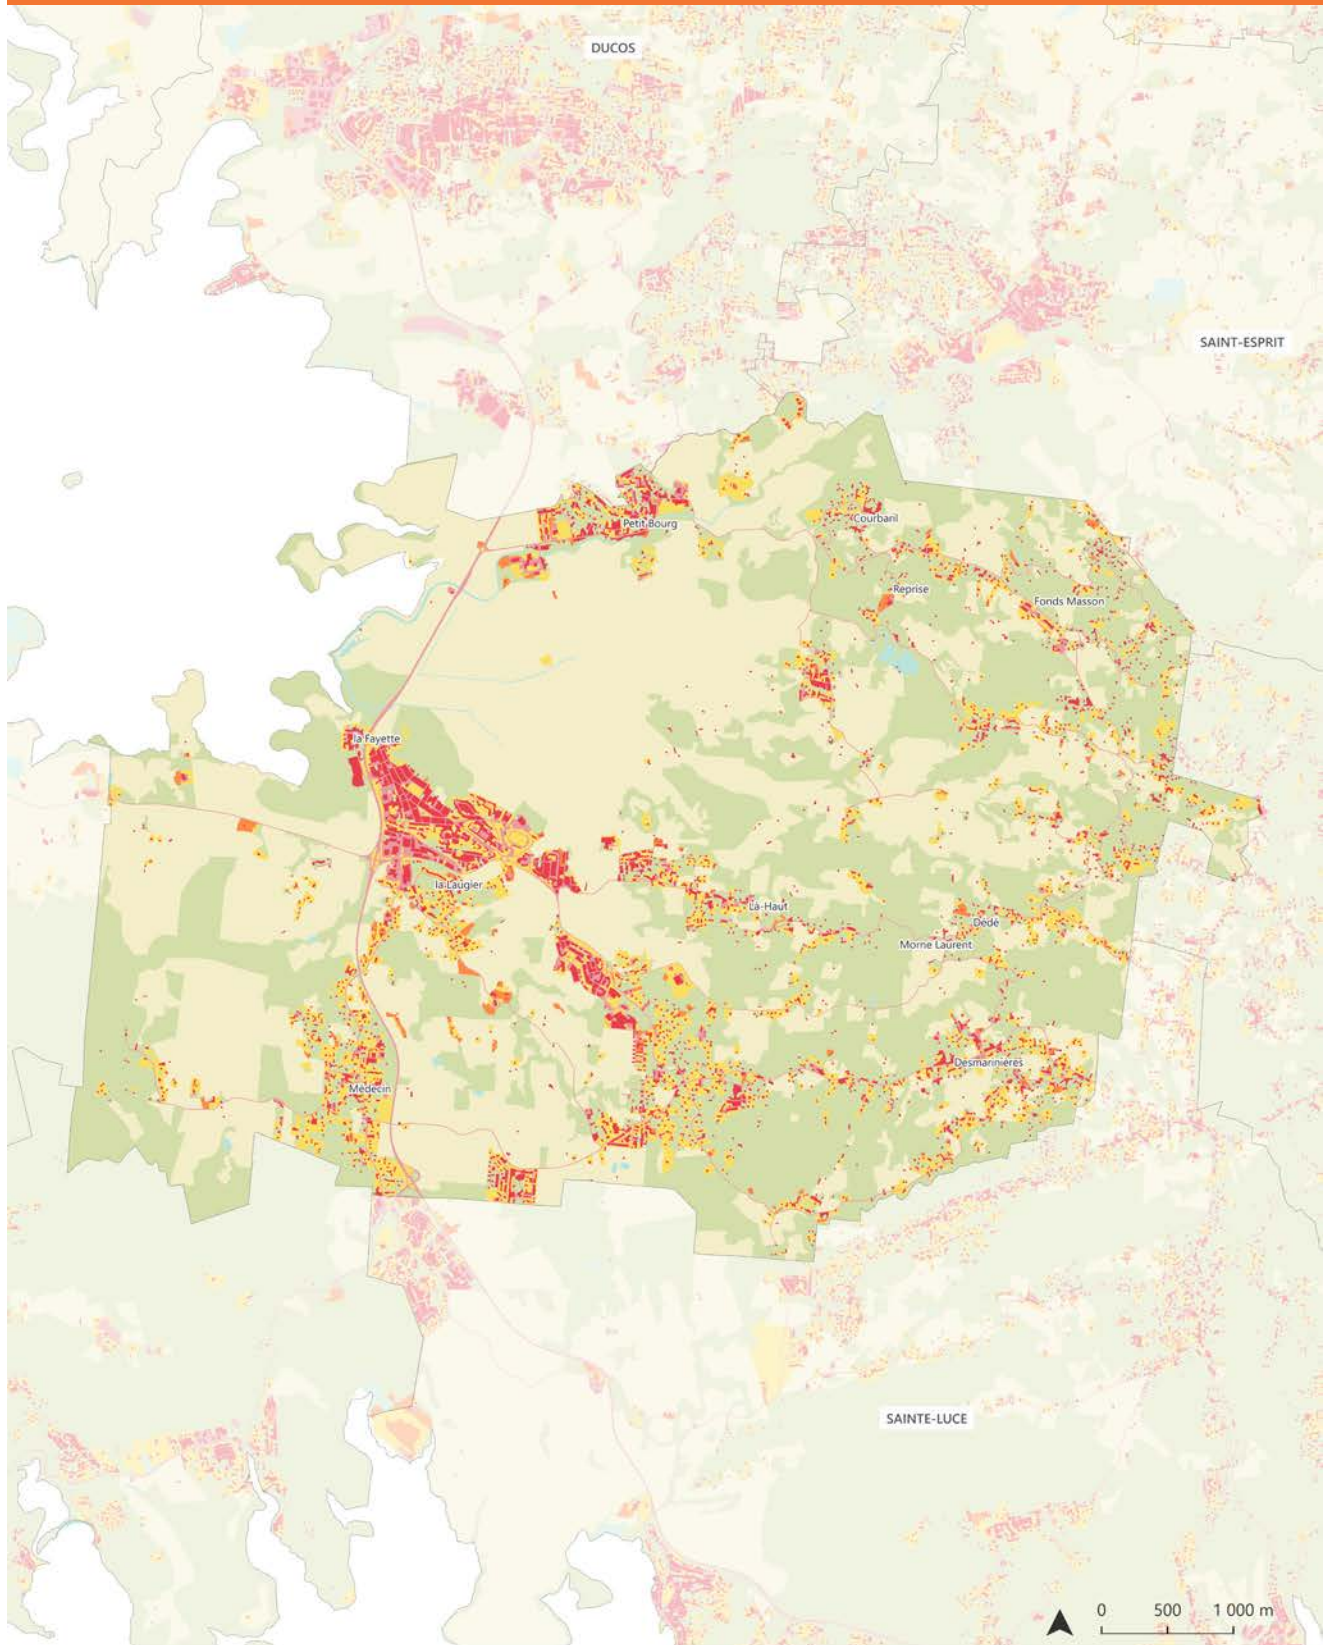 DUCOS
SAINT-ESPRIT
Petit Bourg
Courbaril
Reprise
Fonds Masson
la Fayette
la Laugier
Là-Haut
Dédé
Morne Laurent
Desmarinières
Médecin
SAINTE-LUCE
0 500 1 000 m